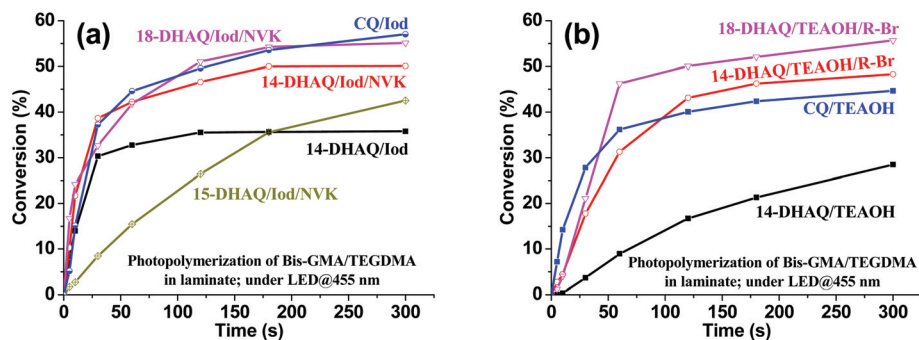 (a)
18-DHAQ/Iod/NVK
CQ/Iod
14-DHAQ/Iod/NVK
14-DHAQ/Iod
15-DHAQ/Iod/NVK
Photopolymerization of Bis-GMA/TEGDMA
in laminate; under LED@455 nm
Conversion (%)
60
50
40
30
20
10
0
0 50 100 150 200 250 300
Time (s)
(b)
18-DHAQ/TEAOH/R-Br
14-DHAQ/TEAOH/R-Br
CQ/TEAOH
14-DHAQ/TEAOH
Photopolymerization of Bis-GMA/TEGDMA
in laminate; under LED@455 nm
Conversion (%)
60
50
40
30
20
10
0
0 50 100 150 200 250 300
Time (s)